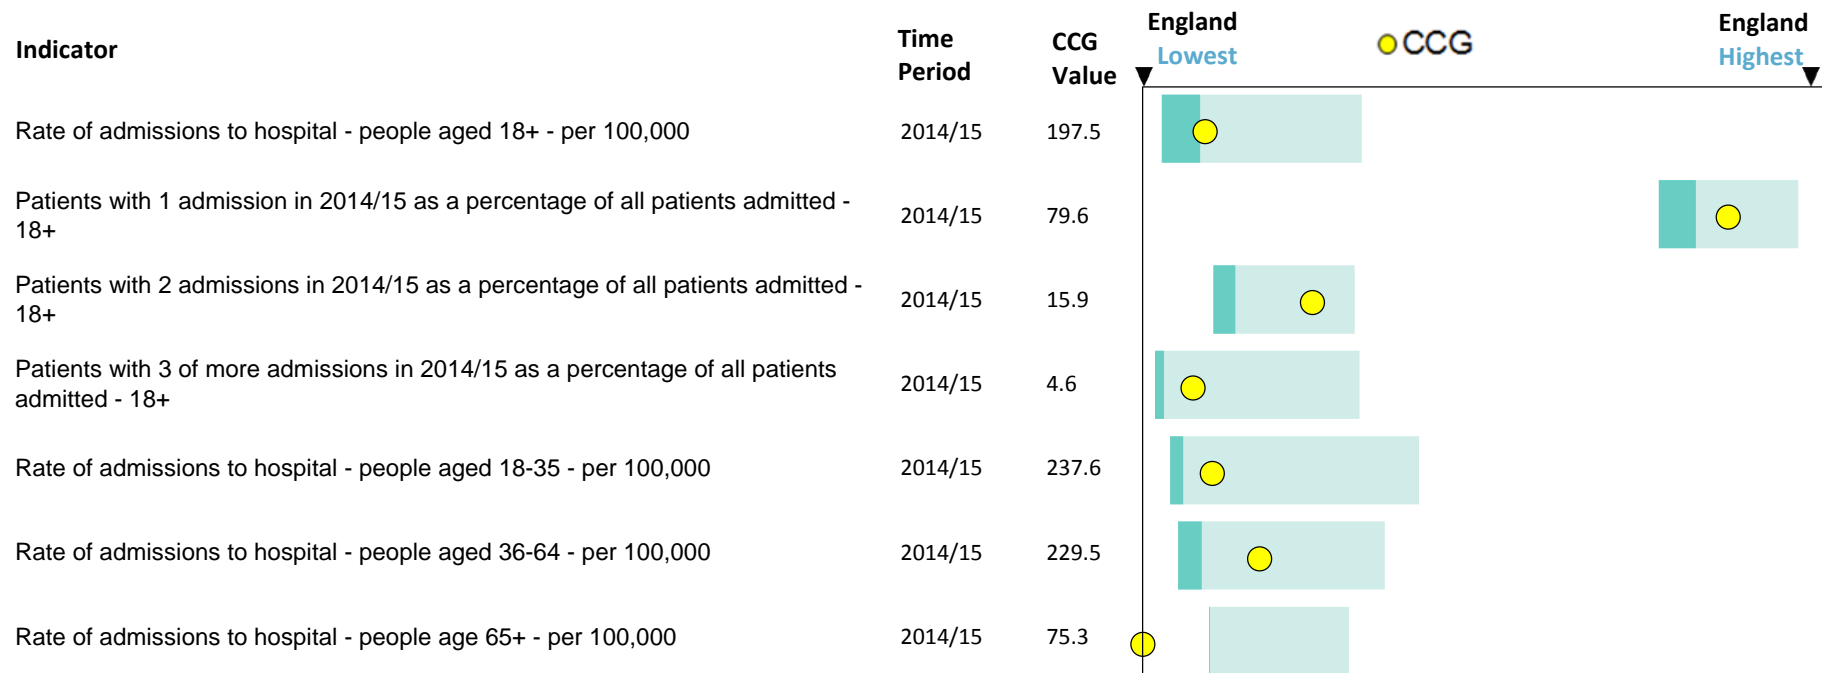 Indicator
Time
Period
CCG
Value
England
Lowest
CCG
England
Highest
Rate of admissions to hospital - people aged 18+ - per 100,000 2014/15 197.5
Patients with 1 admission in 2014/15 as a percentage of all patients admitted -
18+
2014/15 79.6
Patients with 2 admissions in 2014/15 as a percentage of all patients admitted -
18+
2014/15 15.9
Patients with 3 of more admissions in 2014/15 as a percentage of all patients
admitted - 18+
2014/15 4.6
Rate of admissions to hospital - people aged 18-35 - per 100,000 2014/15 237.6
Rate of admissions to hospital - people aged 36-64 - per 100,000 2014/15 229.5
Rate of admissions to hospital - people age 65+ - per 100,000 2014/15 75.3